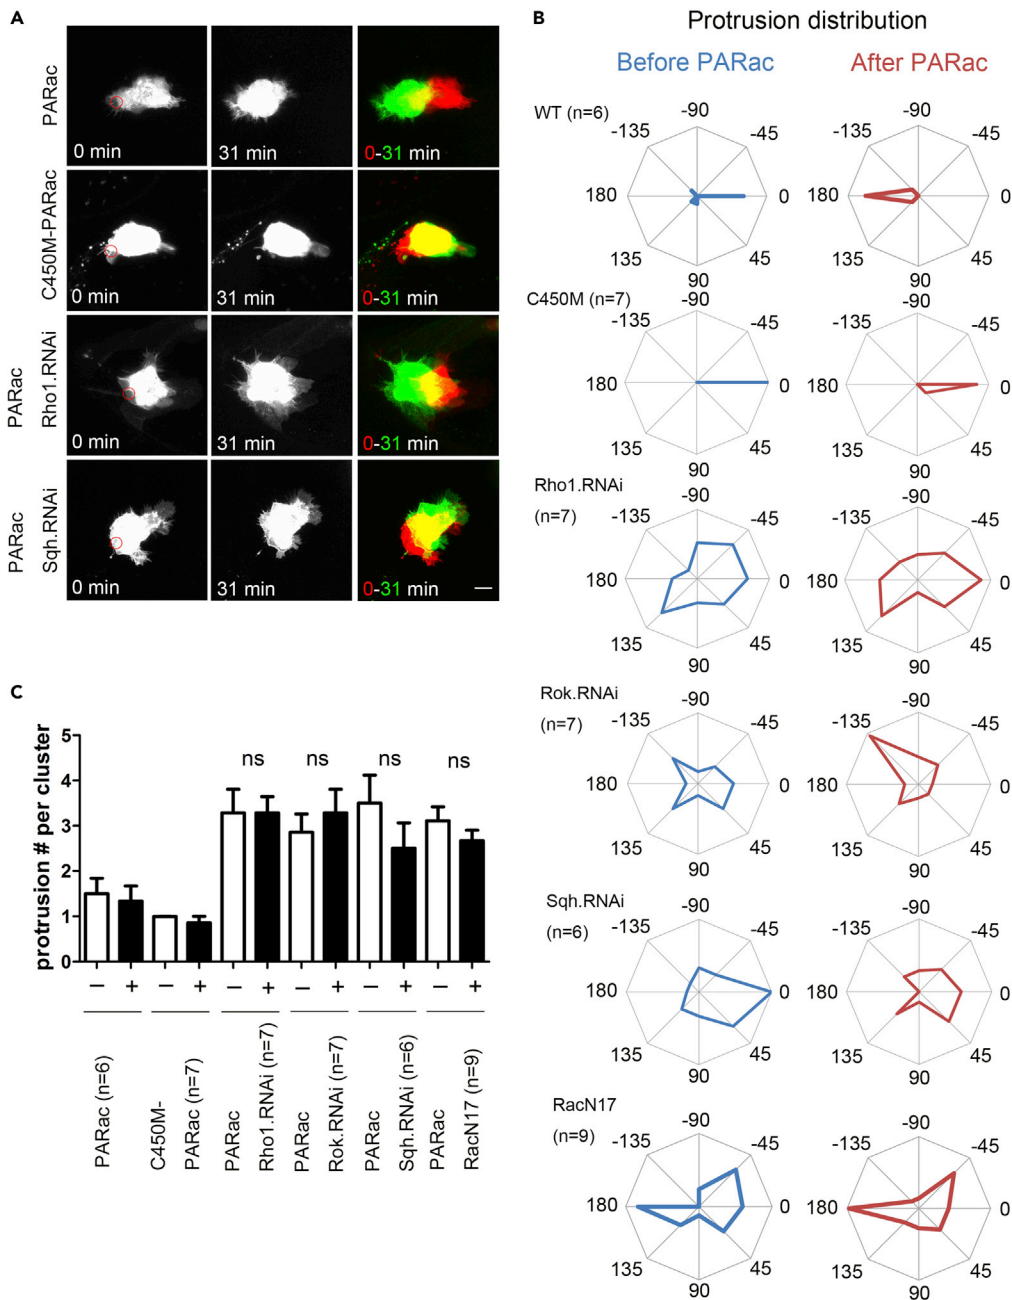 A
PARac
0 min
31 min
0-31 min
C450M-PARac
0 min
31 min
0-31 min
PARac
Rho1.RNAi
0 min
31 min
0-31 min
PARac
Sqh.RNAi
0 min
31 min
0-31 min
B
Protrusion distribution
Before PARac
After PARac
WT (n=6)
-90
-135
-45
180
0
135
45
90
-90
-135
-45
180
0
135
45
90
C450M (n=7)
-90
-135
-45
180
0
135
45
90
-90
-135
-45
180
0
135
45
90
Rho1.RNAi
(n=7)
-90
-135
-45
180
0
135
45
90
-90
-135
-45
180
0
135
45
90
Rok.RNAi
(n=7)
-90
-135
-45
180
0
135
45
90
-90
-135
-45
180
0
135
45
90
Sqh.RNAi
(n=6)
-90
-135
-45
180
0
135
45
90
-90
-135
-45
180
0
135
45
90
RacN17
(n=9)
-90
-135
-45
180
0
135
45
90
-90
-135
-45
180
0
135
45
90
C
protrusion # per cluster
5
4
3
2
1
0
ns
ns
ns
ns
– + – + – + – + – + – +
PARac (n=6)
C450M-
PARac (n=7)
PARac
Rho1.RNAi (n=7)
PARac
Rok.RNAi (n=7)
PARac
Sqh.RNAi (n=6)
PARac
RacN17 (n=9)